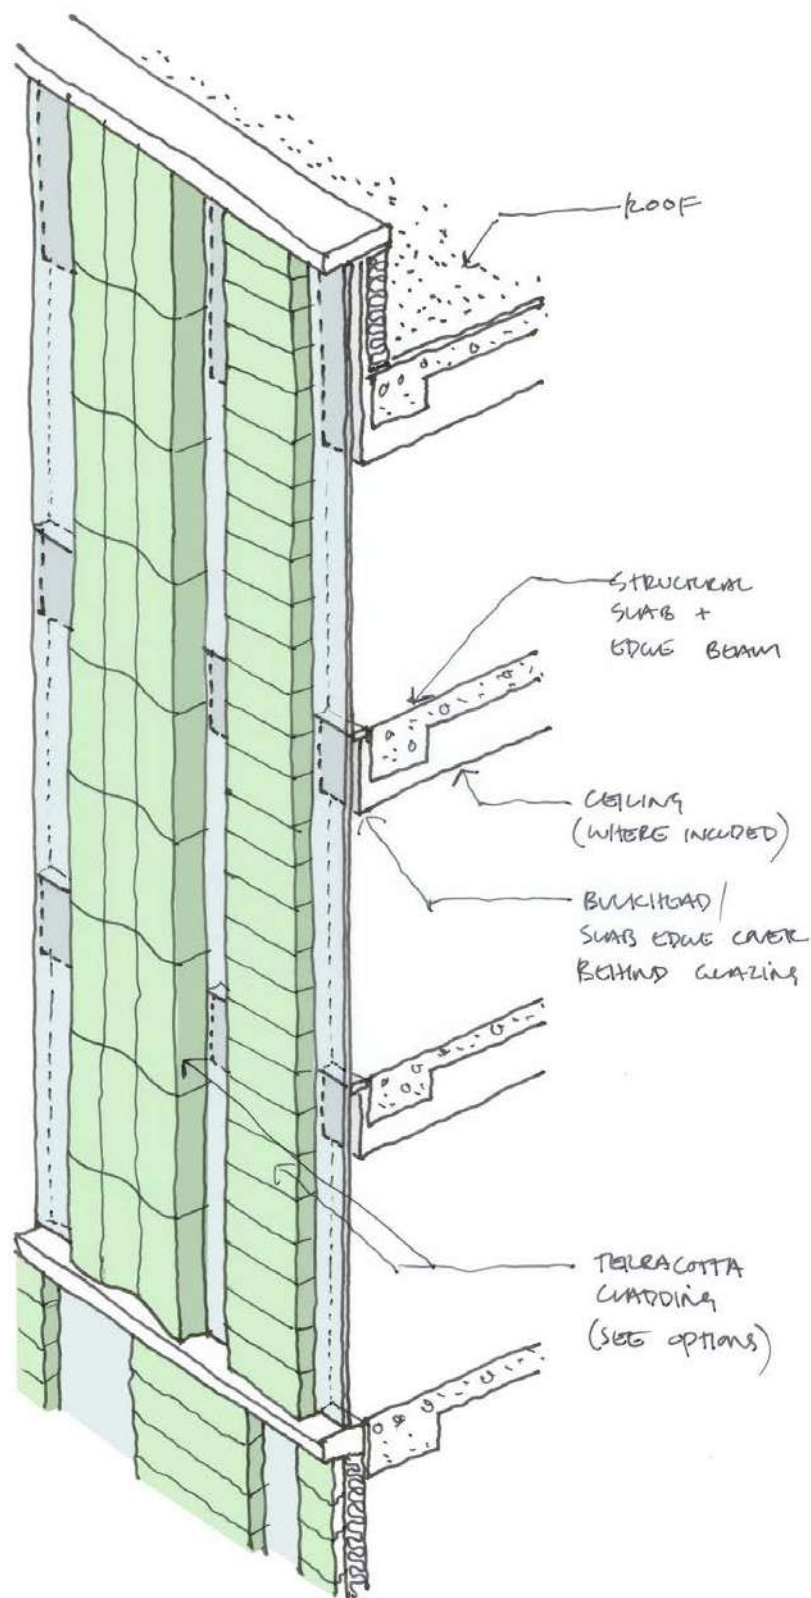 ROOF
STRUCTURAL
SLAB +
EDGE BEAM
CEILING
(WHERE INCLUDED)
BULKHEAD/
SLAB EDGE COVER
BEHIND GLAZING
TERRACOTTA
CLADDING
(SEE OPTIONS)